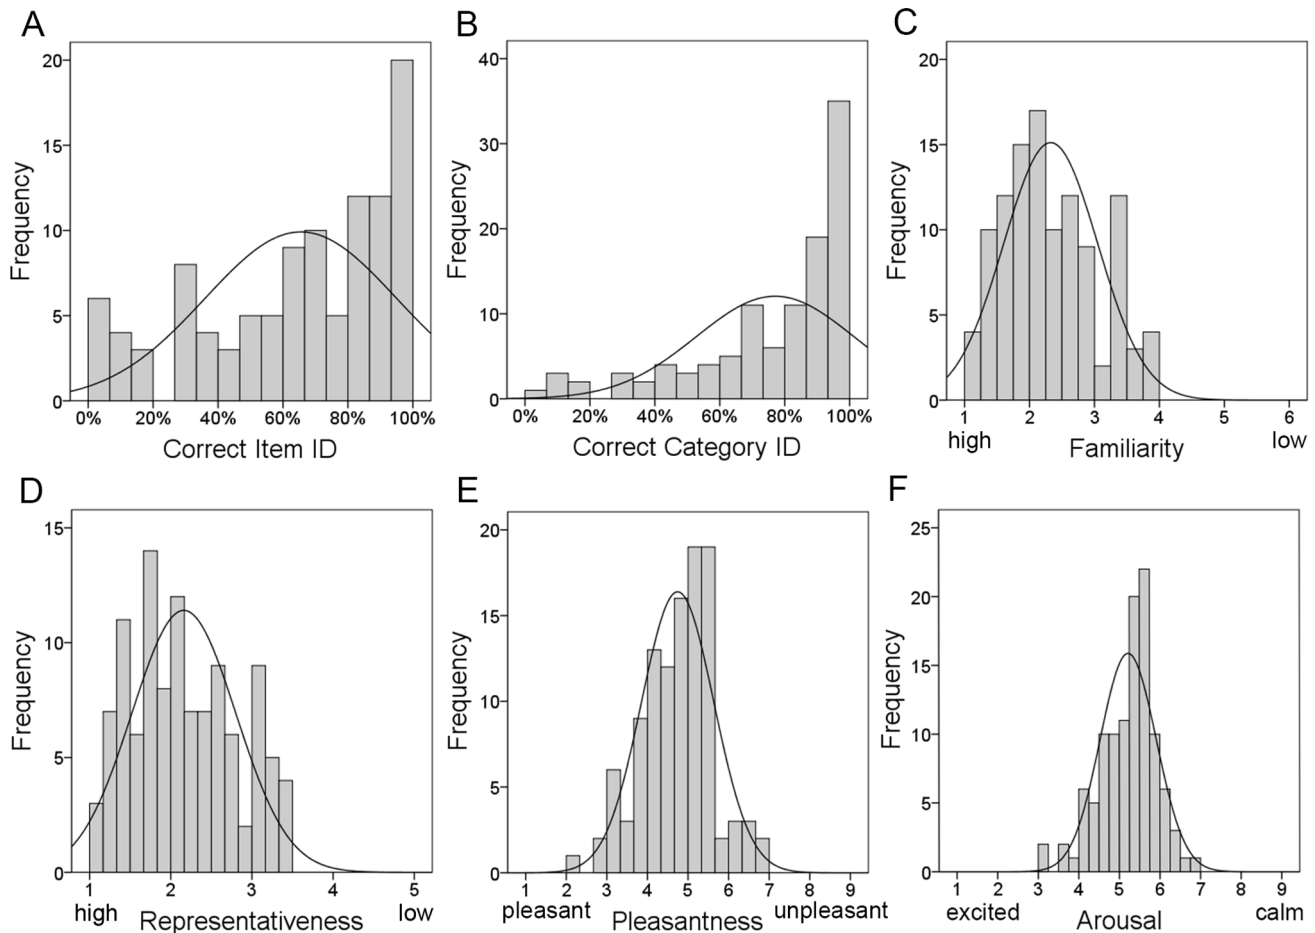 A
Frequency
20
15
10
5
0
0% 20% 40% 60% 80% 100%
Correct Item ID
B
Frequency
40
30
20
10
0
0% 20% 40% 60% 80% 100%
Correct Category ID
C
Frequency
20
15
10
5
0
1 2 3 4 5 6
high Familiarity low
D
Frequency
15
10
5
0
1 2 3 4 5
high Representativeness low
E
Frequency
20
15
10
5
0
1 2 3 4 5 6 7 8 9
pleasant Pleasantness unpleasant
F
Frequency
25
20
15
10
5
0
1 2 3 4 5 6 7 8 9
excited Arousal calm